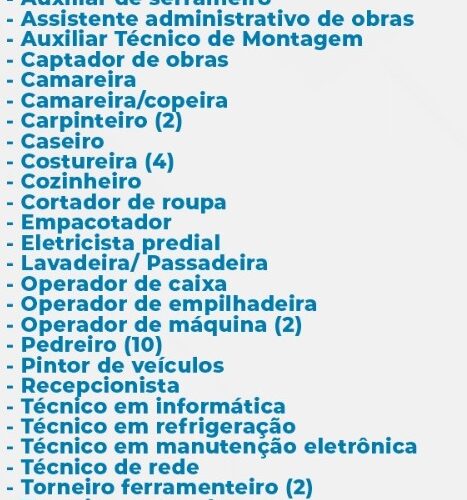 - Auxiliar de serralheiro
- Assistente administrativo de obras
- Auxiliar Técnico de Montagem
- Captador de obras
- Camareira
- Camareira/copeira
- Carpinteiro (2)
- Caseiro
- Costureira (4)
- Cozinheiro
- Cortador de roupa
- Empacotador
- Eletricista predial
- Lavadeira/ Passadeira
- Operador de caixa
- Operador de empilhadeira
- Operador de máquina (2)
- Pedreiro (10)
- Pintor de veículos
- Recepcionista
- Técnico em informática
- Técnico em refrigeração
- Técnico em manutenção eletrônica
- Técnico de rede
- Torneiro ferramenteiro (2)